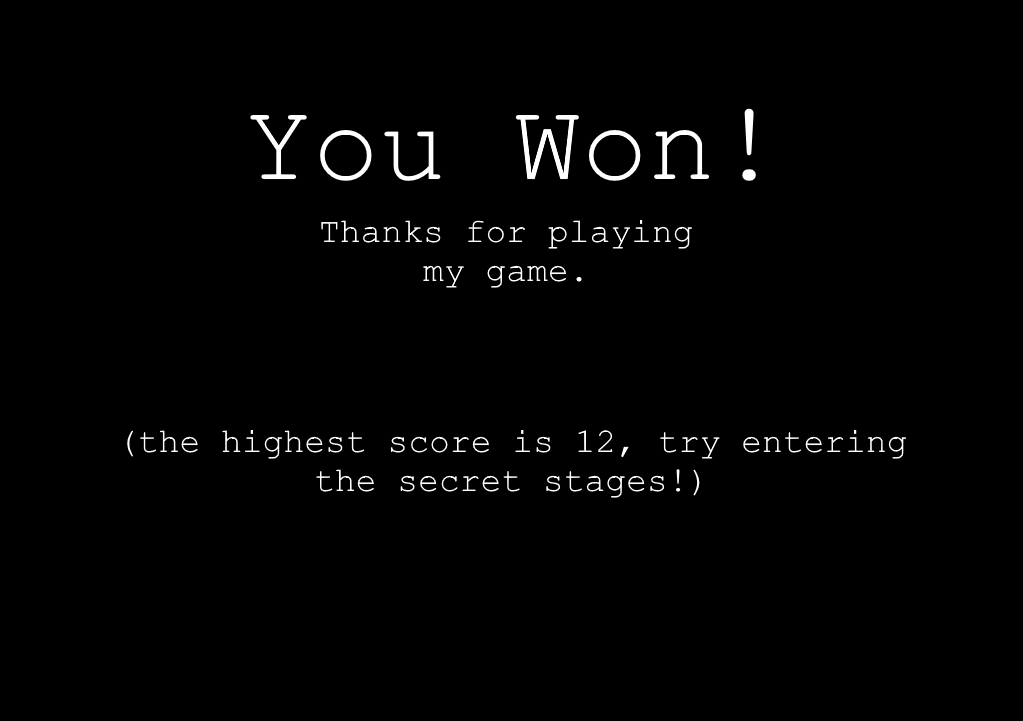 You Won!
Thanks for playing
my game.
(the highest score is 12, try entering
the secret stages!)